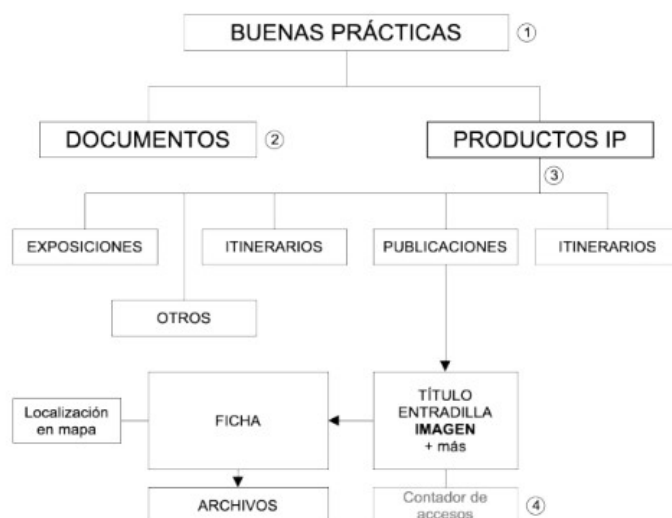 BUENAS PRÁCTICAS
1
DOCUMENTOS
2
PRODUCTOS IP
3
EXPOSICIONES
ITINERARIOS
PUBLICACIONES
ITINERARIOS
OTROS
Localización
en mapa
FICHA
TÍTULO
ENTRADILLA
IMAGEN
+ más
ARCHIVOS
Contador de
accesos
4